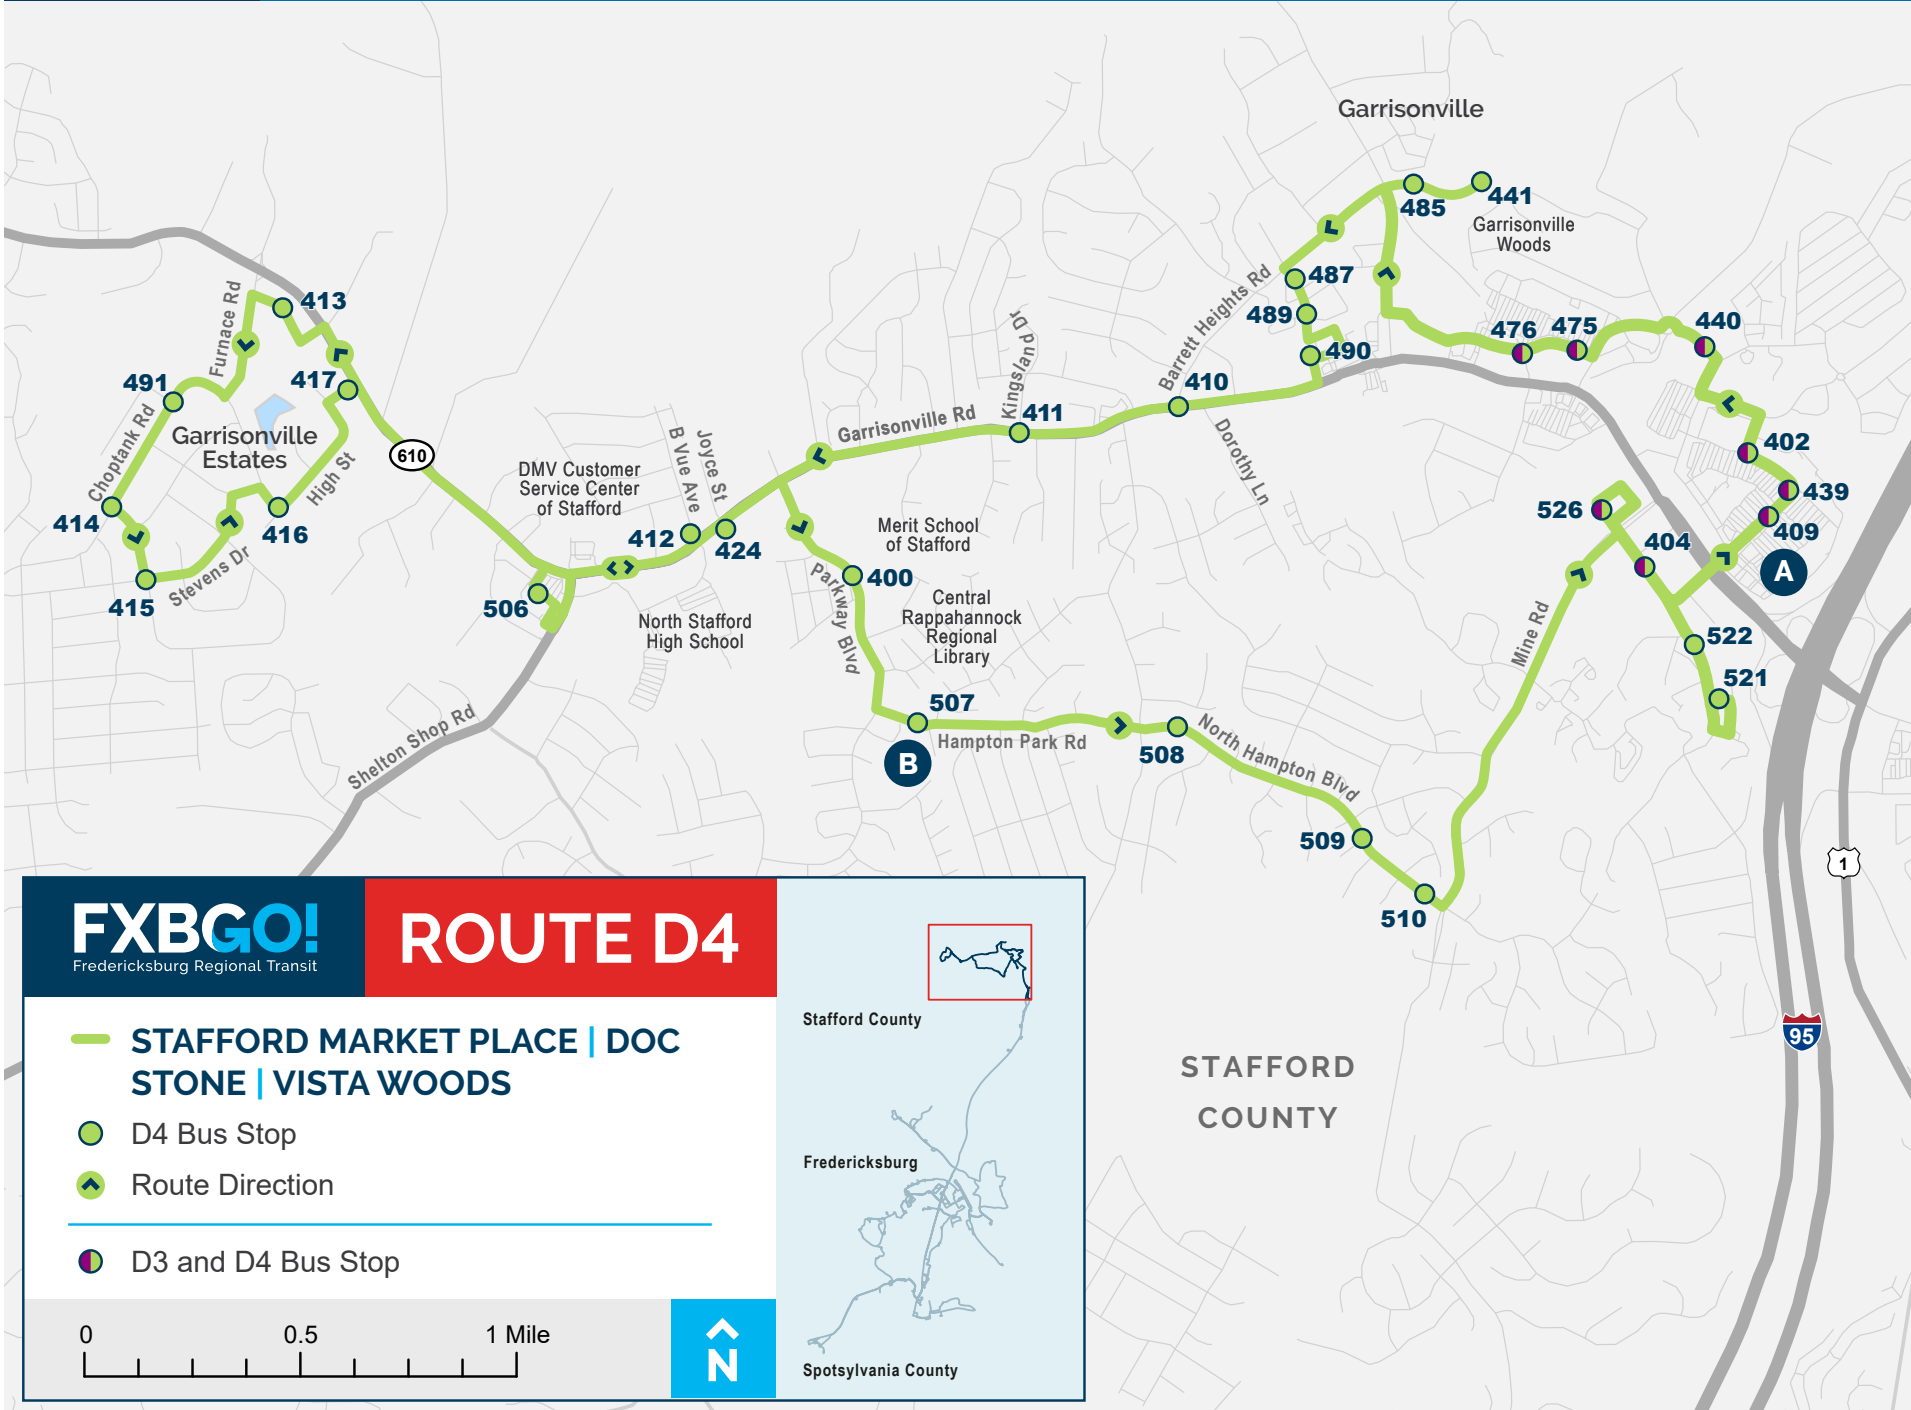 Garrisonville
441
485
Garrisonville
Woods
487
489
490
Barrett Heights Rd
476
475
440
402
439
409
A
526
404
522
521
Mine Rd
410
Dorothy Ln
Kingsland Dr
411
Garrisonville Rd
Furnace Rd
413
417
491
Choptank Rd
Garrisonville
Estates
High St
414
416
415
Stevens Dr
610
DMV Customer
Service Center
of Stafford
B Vue Ave
Joyce St
412
424
506
North Stafford
High School
Merit School
of Stafford
400
Parkway Blvd
Central
Rappahannock
Regional
Library
507
B
Hampton Park Rd
508
North Hampton Blvd
509
510
Shelton Shop Rd
1
95
STAFFORD
COUNTY
FXBGO!
Fredericksburg Regional Transit
ROUTE D4
STAFFORD MARKET PLACE | DOC
STONE | VISTA WOODS
D4 Bus Stop
Route Direction
D3 and D4 Bus Stop
0 0.5 1 Mile
N
Stafford County
Fredericksburg
Spotsylvania County